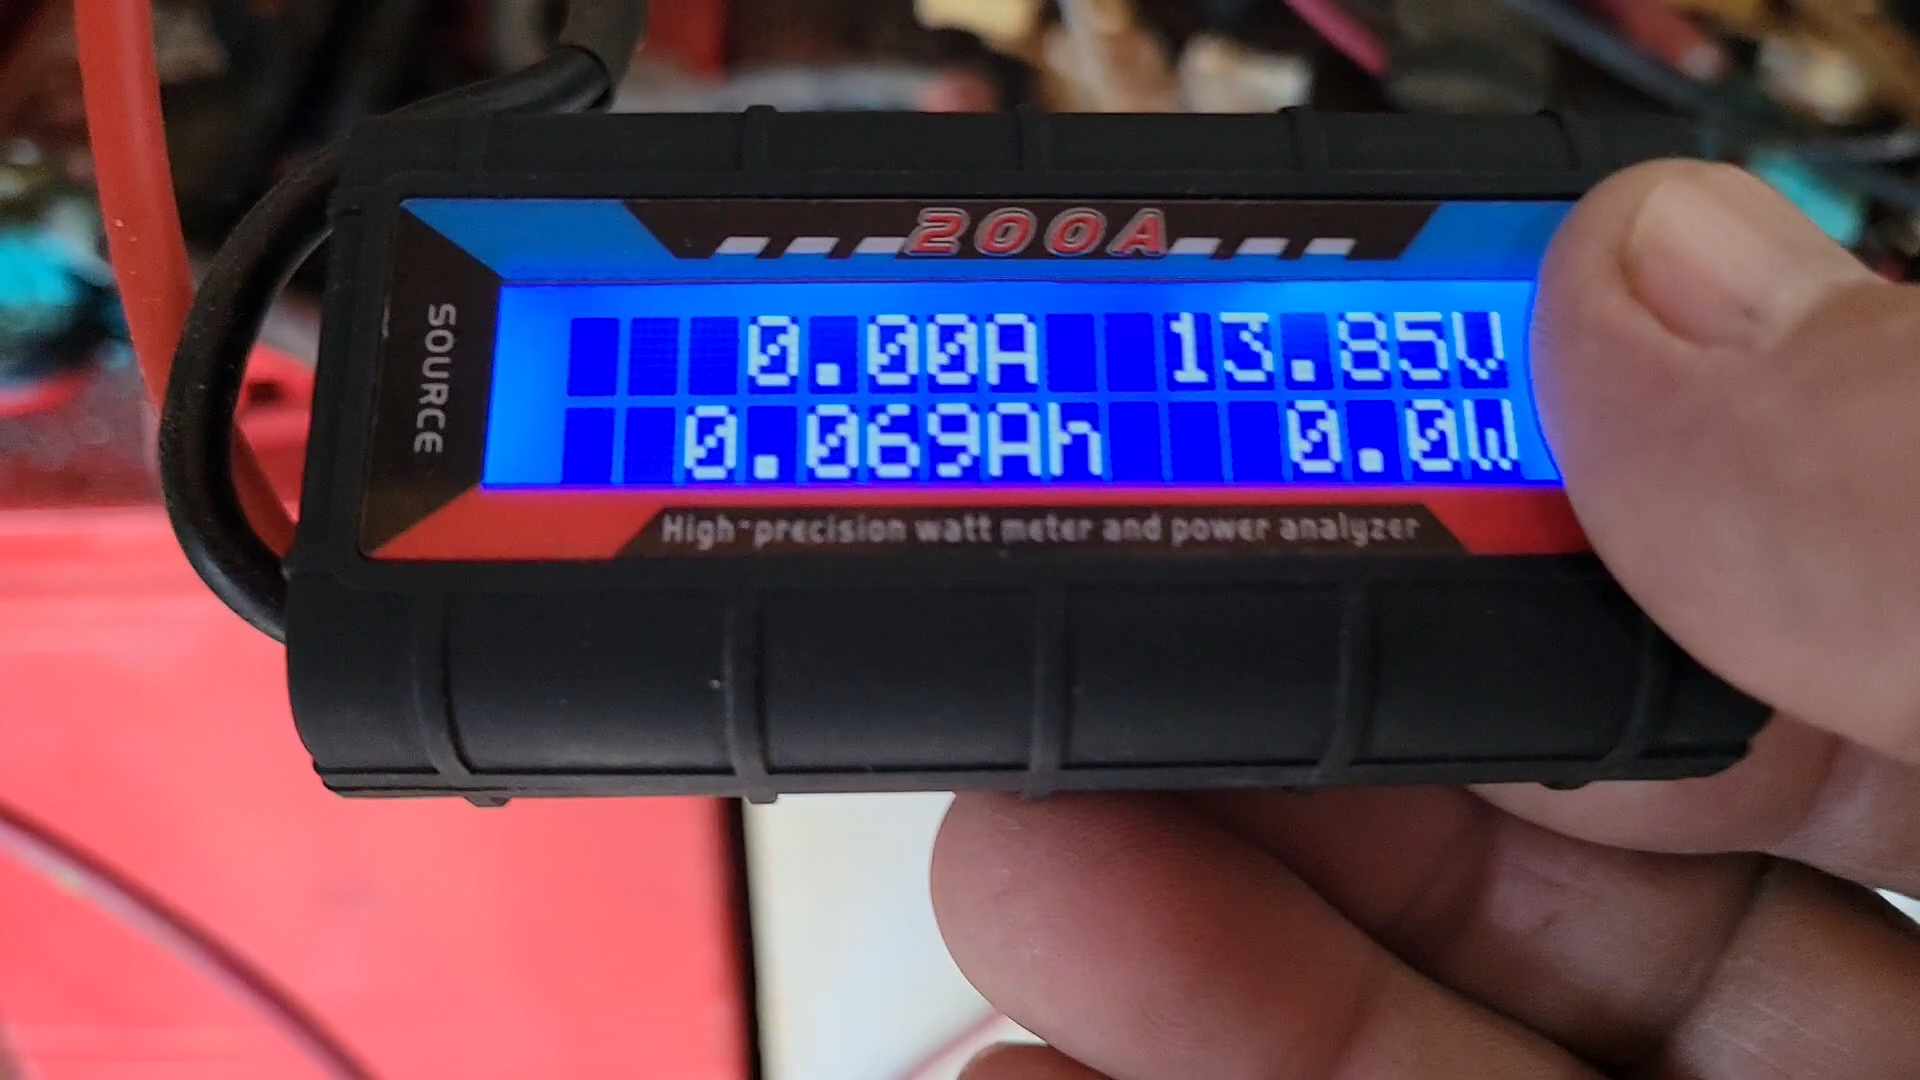 200A
SOURCE
0.00A 13.85V
0.069Ah 0.0W
High-precision watt meter and power analyzer